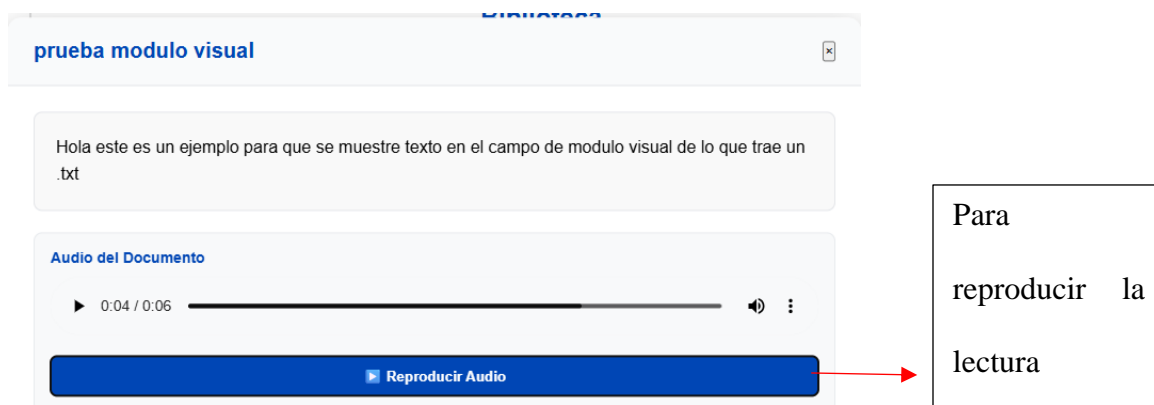 Biblioteca
prueba modulo visual
Hola este es un ejemplo para que se muestre texto en el campo de modulo visual de lo que trae un
.txt
Audio del Documento
0:04 / 0:06
Reproducir Audio
Para
reproducir la
lectura